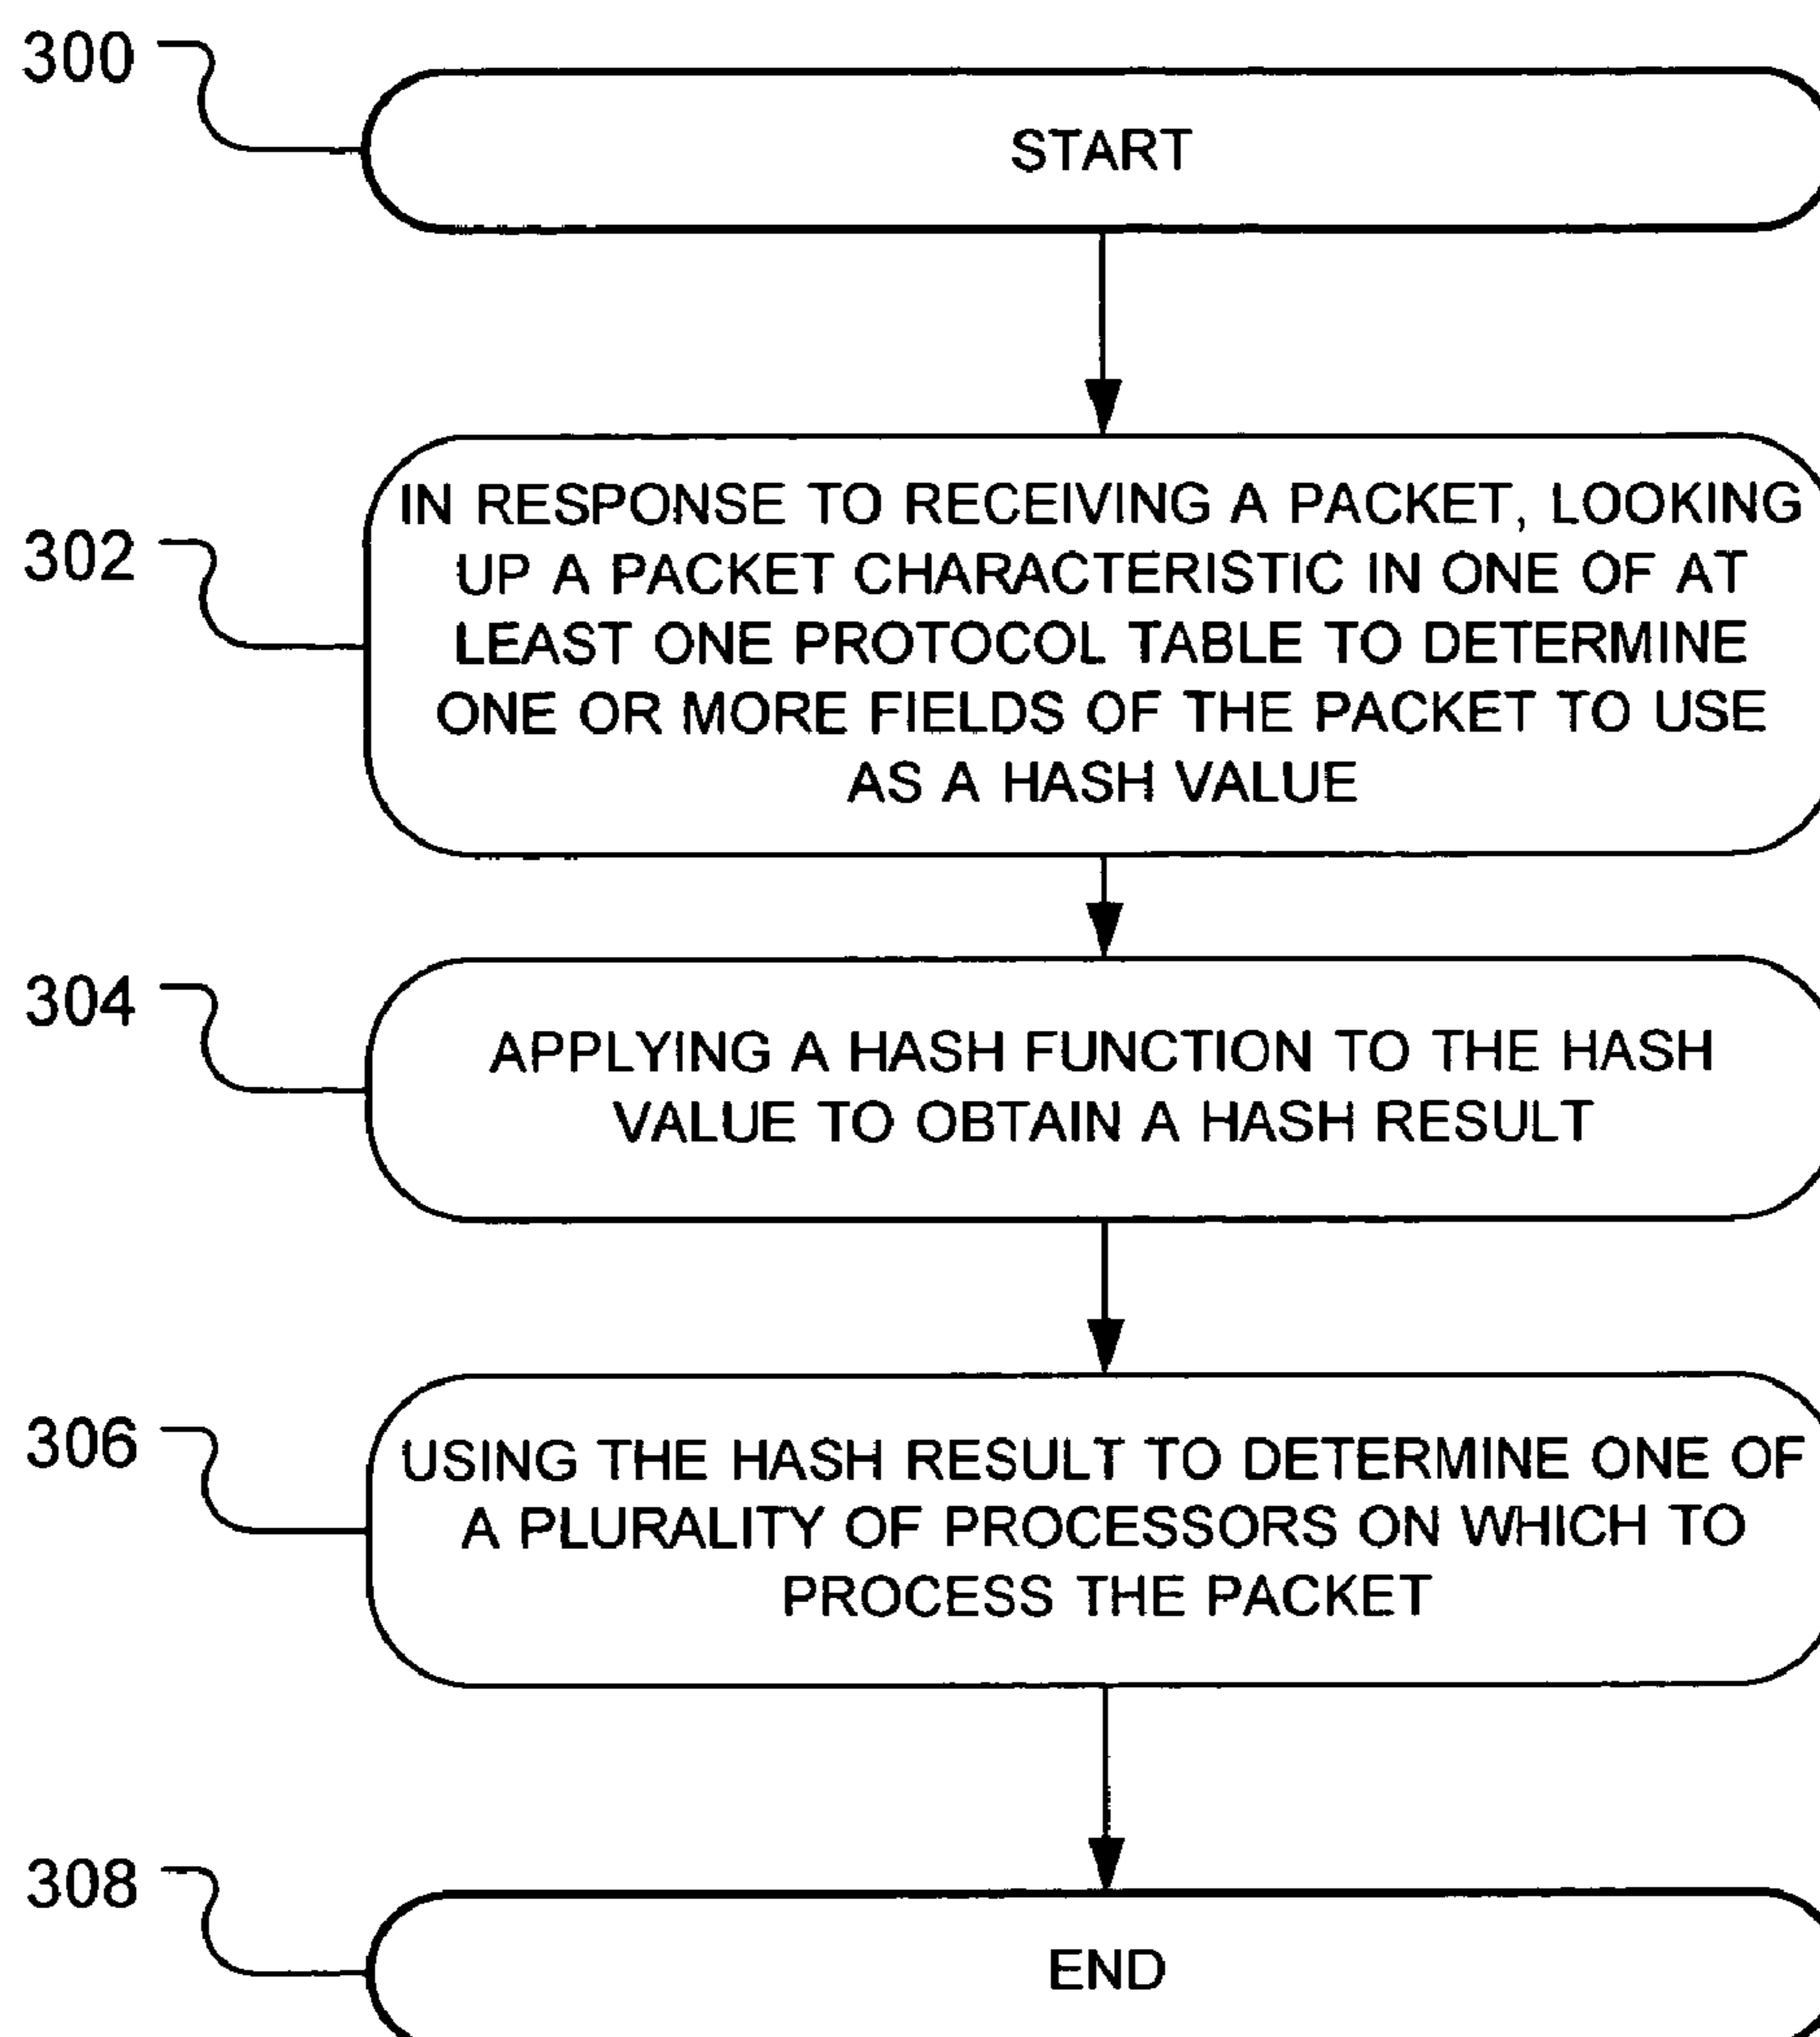 300
START
302
IN RESPONSE TO RECEIVING A PACKET, LOOKING
UP A PACKET CHARACTERISTIC IN ONE OF AT
LEAST ONE PROTOCOL TABLE TO DETERMINE
ONE OR MORE FIELDS OF THE PACKET TO USE
AS A HASH VALUE
304
APPLYING A HASH FUNCTION TO THE HASH
VALUE TO OBTAIN A HASH RESULT
306
USING THE HASH RESULT TO DETERMINE ONE OF
A PLURALITY OF PROCESSORS ON WHICH TO
PROCESS THE PACKET
308
END